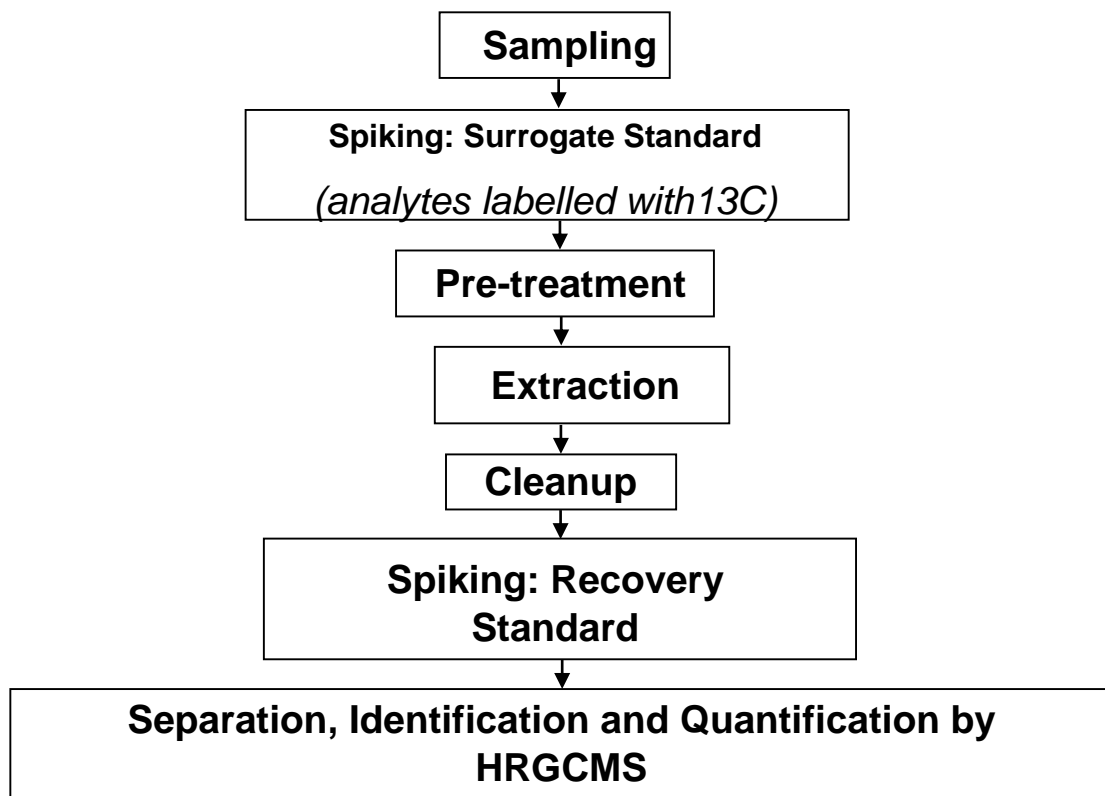 Sampling
Spiking: Surrogate Standard
(analytes labelled with13C)
Pre-treatment
Extraction
Cleanup
Spiking: Recovery
Standard
Separation, Identification and Quantification by
HRGCMS